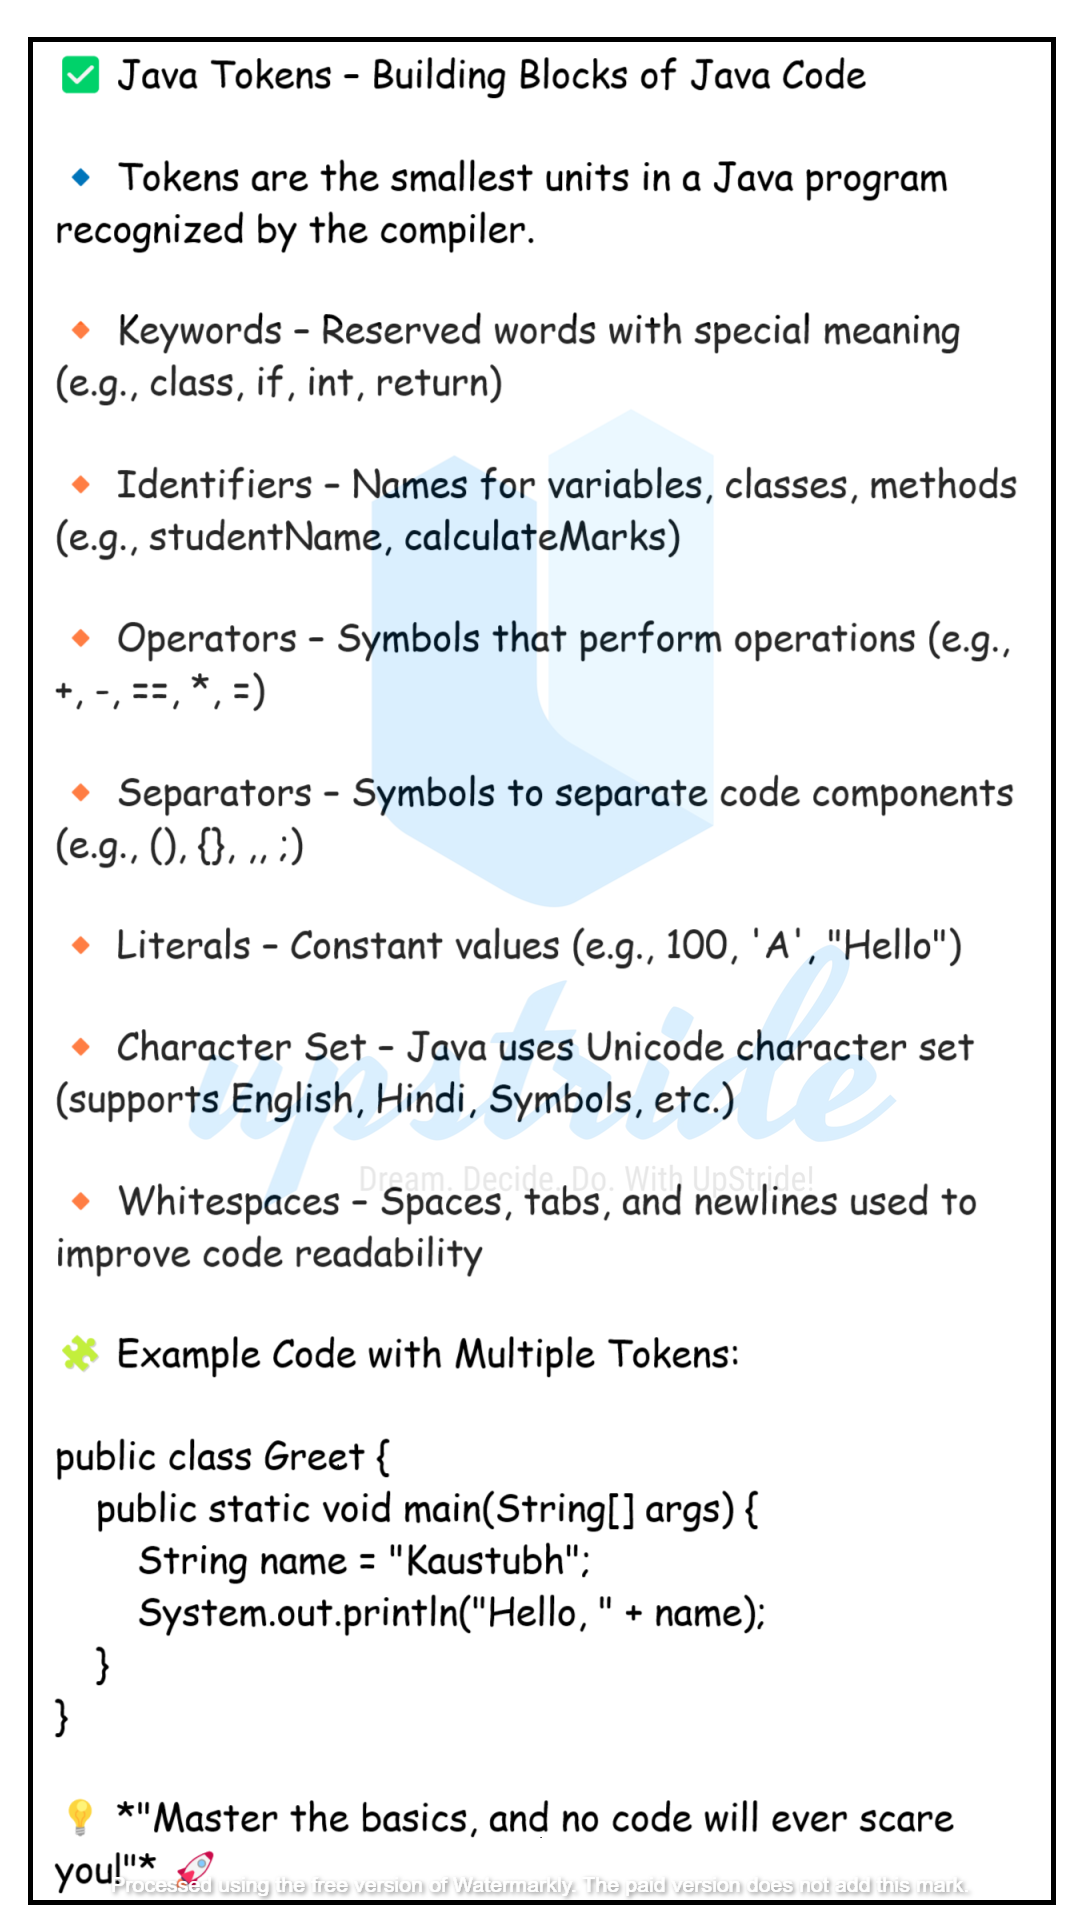 ✅ Java Tokens – Building Blocks of Java Code
🔹 Tokens are the smallest units in a Java program
recognized by the compiler.
🔸 Keywords – Reserved words with special meaning
(e.g., class, if, int, return)
🔸 Identifiers – Names for variables, classes, methods
(e.g., studentName, calculateMarks)
🔸 Operators – Symbols that perform operations (e.g.,
+, -, ==, *, =)
🔸 Separators – Symbols to separate code components
(e.g., (), {}, ,, ;)
🔸 Literals – Constant values (e.g., 100, 'A', "Hello")
🔸 Character Set – Java uses Unicode character set
(supports English, Hindi, Symbols, etc.)
upstride
Dream. Decide. Do. With UpStride!
🔸 Whitespaces – Spaces, tabs, and newlines used to
improve code readability
🧩 Example Code with Multiple Tokens:
public class Greet {
    public static void main(String[] args) {
        String name = "Kaustubh";
        System.out.println("Hello, " + name);
    }
}
💡 *"Master the basics, and no code will ever scare
you!"* 🚀
Processed using the free version of Watermarkly. The paid version does not add this mark.